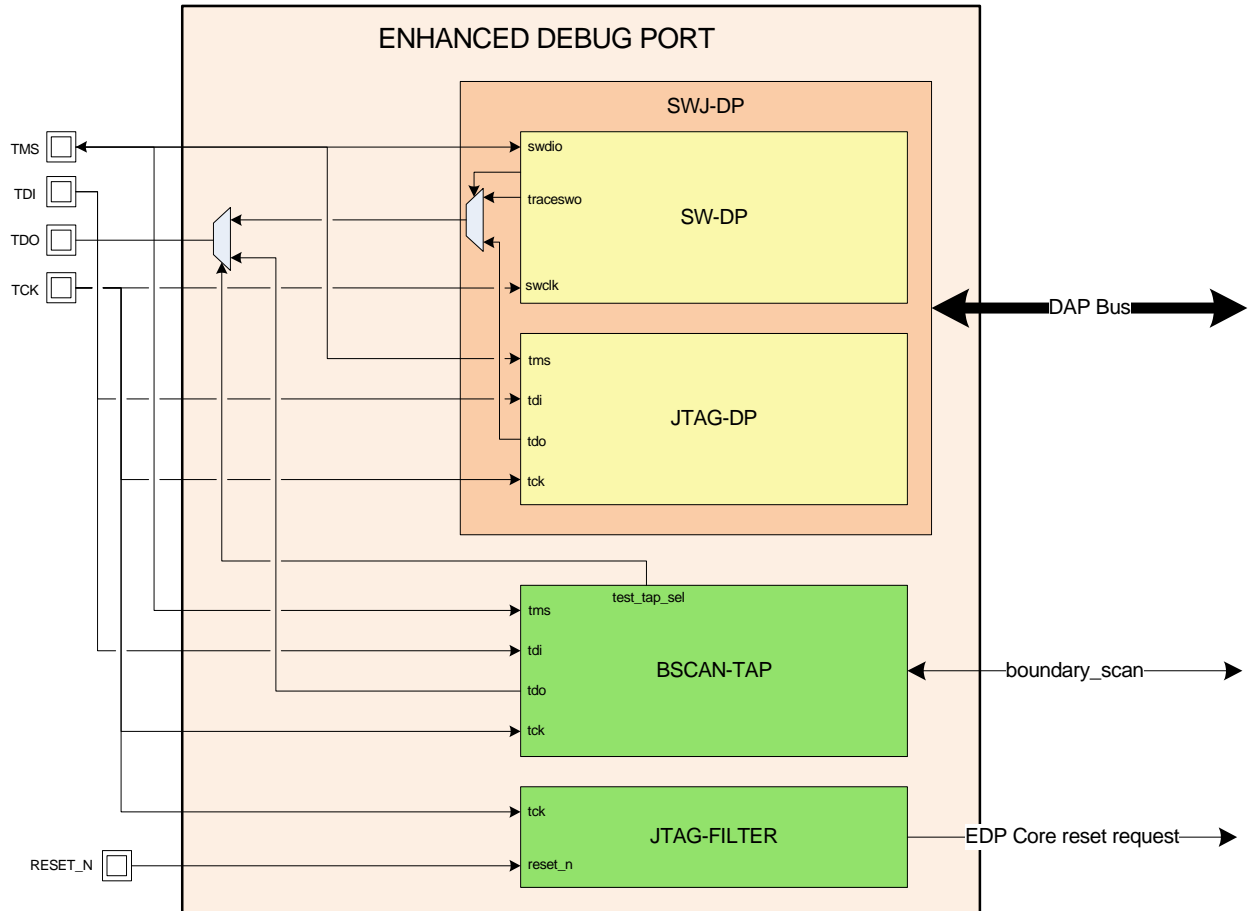 ENHANCED DEBUG PORT
SWJ-DP
TMS
swdio
TDI
traceswo
SW-DP
TDO
TCK
swclk
DAP Bus
tms
tdi
JTAG-DP
tdo
tck
test_tap_sel
tms
tdi
BSCAN-TAP
boundary_scan
tdo
tck
tck
JTAG-FILTER
EDP Core reset request
RESET_N
reset_n